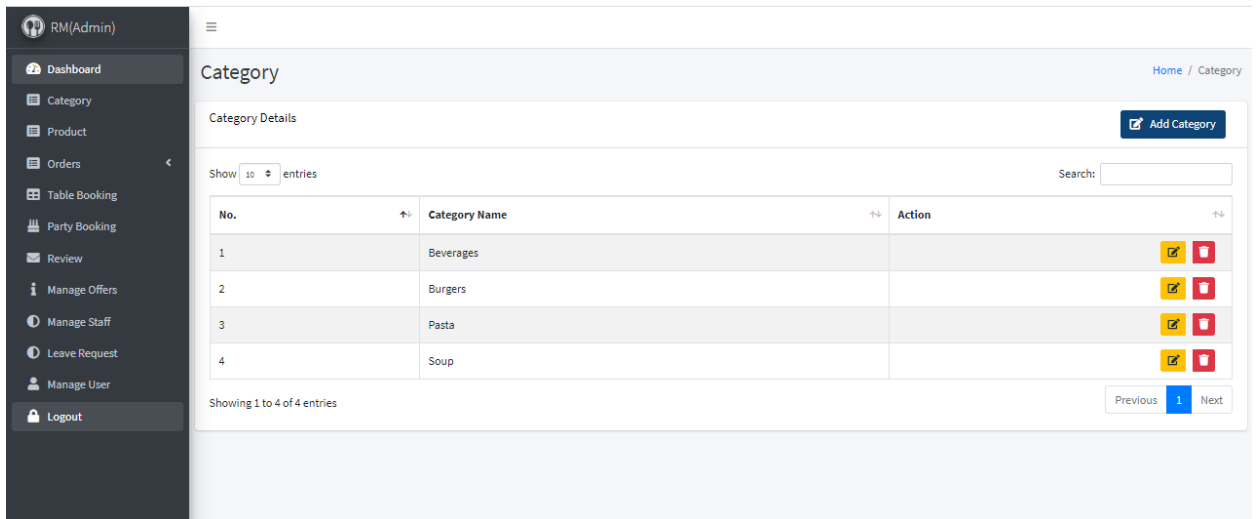 RM(Admin)
Dashboard
Category
Product
Orders
Table Booking
Party Booking
Review
Manage Offers
Manage Staff
Leave Request
Manage User
Logout
Category
Home / Category
Category Details
Add Category
Show 10 entries
Search:
No. Category Name Action
1 Beverages
2 Burgers
3 Pasta
4 Soup
Showing 1 to 4 of 4 entries
Previous 1 Next